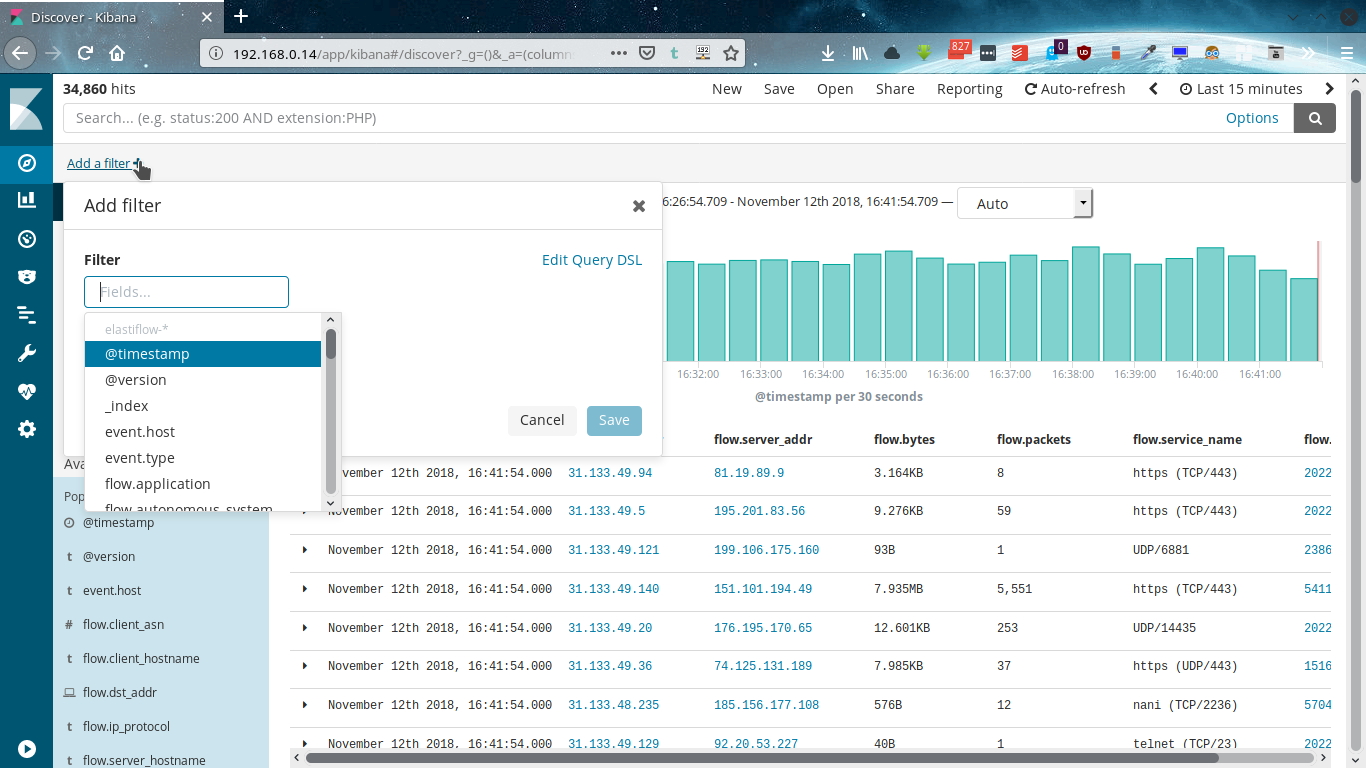 Discover - Kibana
192.168.0.14/app/kibana#/discover?_g=()&_a=(column
827
0
34,860 hits
New Save Open Share Reporting Auto-refresh Last 15 minutes
Search... (e.g. status:200 AND extension:PHP)
Options
Add a filter
Add filter
6:26:54.709 - November 12th 2018, 16:41:54.709 —
Auto
Filter
Edit Query DSL
Fields...
elastiflow-*
@timestamp
@version
_index
event.host
event.type
flow.application
flow.autonomous_system
Cancel Save
16:32:00 16:33:00 16:34:00 16:35:00 16:36:00 16:37:00 16:38:00 16:39:00 16:40:00 16:41:00
@timestamp per 30 seconds
Ava
Pop
@timestamp
t @version
t event.host
# flow.client_asn
t flow.client_hostname
flow.dst_addr
t flow.ip_protocol
t flow.server_hostname
flow.server_addr flow.bytes flow.packets flow.service_name flow.
vember 12th 2018, 16:41:54.000 31.133.49.94 81.19.89.9 3.164KB 8 https (TCP/443) 2022
November 12th 2018, 16:41:54.000 31.133.49.5 195.201.83.56 9.276KB 59 https (TCP/443) 2022
November 12th 2018, 16:41:54.000 31.133.49.121 199.106.175.160 93B 1 UDP/6881 2386
November 12th 2018, 16:41:54.000 31.133.49.140 151.101.194.49 7.935MB 5,551 https (TCP/443) 5411
November 12th 2018, 16:41:54.000 31.133.49.20 176.195.170.65 12.601KB 253 UDP/14435 2022
November 12th 2018, 16:41:54.000 31.133.49.36 74.125.131.189 7.985KB 37 https (UDP/443) 1516
November 12th 2018, 16:41:54.000 31.133.48.235 185.156.177.108 576B 12 nani (TCP/2236) 5704
November 12th 2018, 16:41:54.000 31.133.49.129 92.20.53.227 40B 1 telnet (TCP/23) 2022